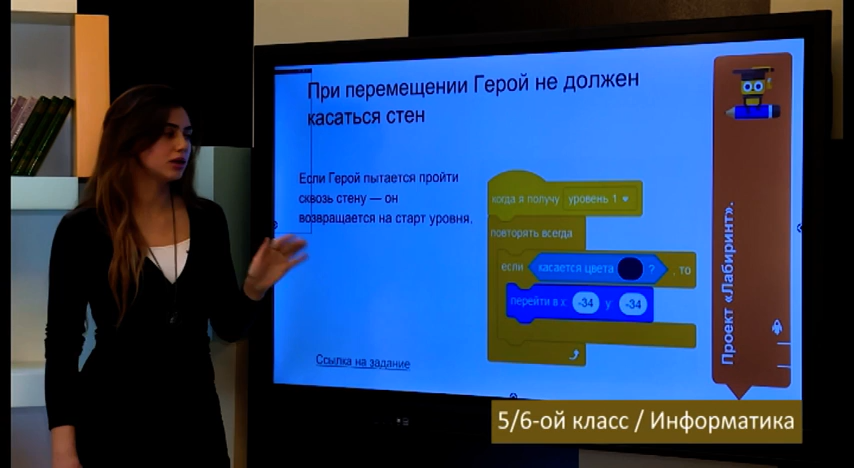 При перемещении Герой не должен
касаться стен
Если Герой пытается пройти
сквозь стену — он
возвращается на старт уровня.
когда я получу уровень 1
повторять всегда
если касается цвета ? , то
перейти в x: -34 y: -34
Ссылка на задание
Проект «Лабиринт».
5/6-ой класс / Информатика